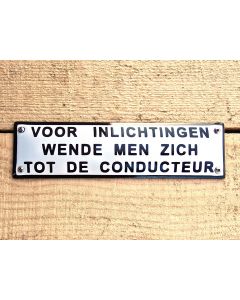 VOOR INLICHTINGEN
WENDE MEN ZICH
TOT DE CONDUCTEUR